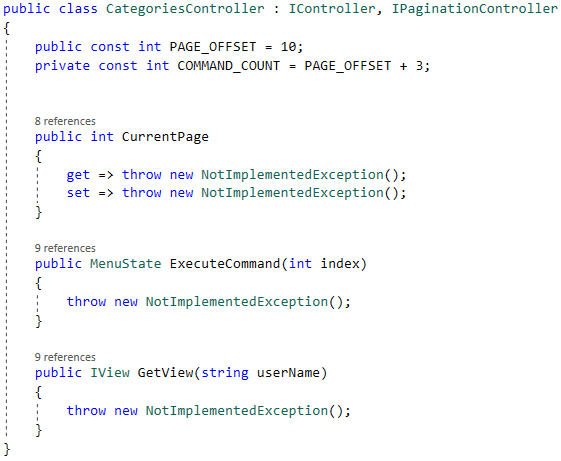 public class CategoriesController : IController, IPaginationController
{
public const int PAGE_OFFSET = 10;
private const int COMMAND_COUNT = PAGE_OFFSET + 3;
8 references
public int CurrentPage
{
get => throw new NotImplementedException();
set => throw new NotImplementedException();
}
9 references
public MenuState ExecuteCommand(int index)
{
throw new NotImplementedException();
}
9 references
public IView GetView(string userName)
{
throw new NotImplementedException();
}
}